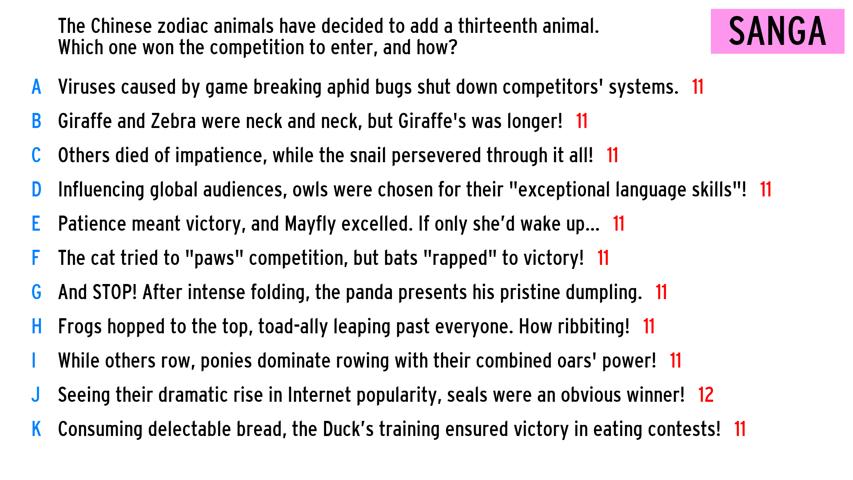 The Chinese zodiac animals have decided to add a thirteenth animal.
Which one won the competition to enter, and how?
SANGA
A Viruses caused by game breaking aphid bugs shut down competitors' systems. 11
B Giraffe and Zebra were neck and neck, but Giraffe's was longer! 11
C Others died of impatience, while the snail persevered through it all! 11
D Influencing global audiences, owls were chosen for their "exceptional language skills"! 11
E Patience meant victory, and Mayfly excelled. If only she'd wake up... 11
F The cat tried to "paws" competition, but bats "rapped" to victory! 11
G And STOP! After intense folding, the panda presents his pristine dumpling. 11
H Frogs hopped to the top, toad-ally leaping past everyone. How ribbiting! 11
I While others row, ponies dominate rowing with their combined oars' power! 11
J Seeing their dramatic rise in Internet popularity, seals were an obvious winner! 12
K Consuming delectable bread, the Duck's training ensured victory in eating contests! 11